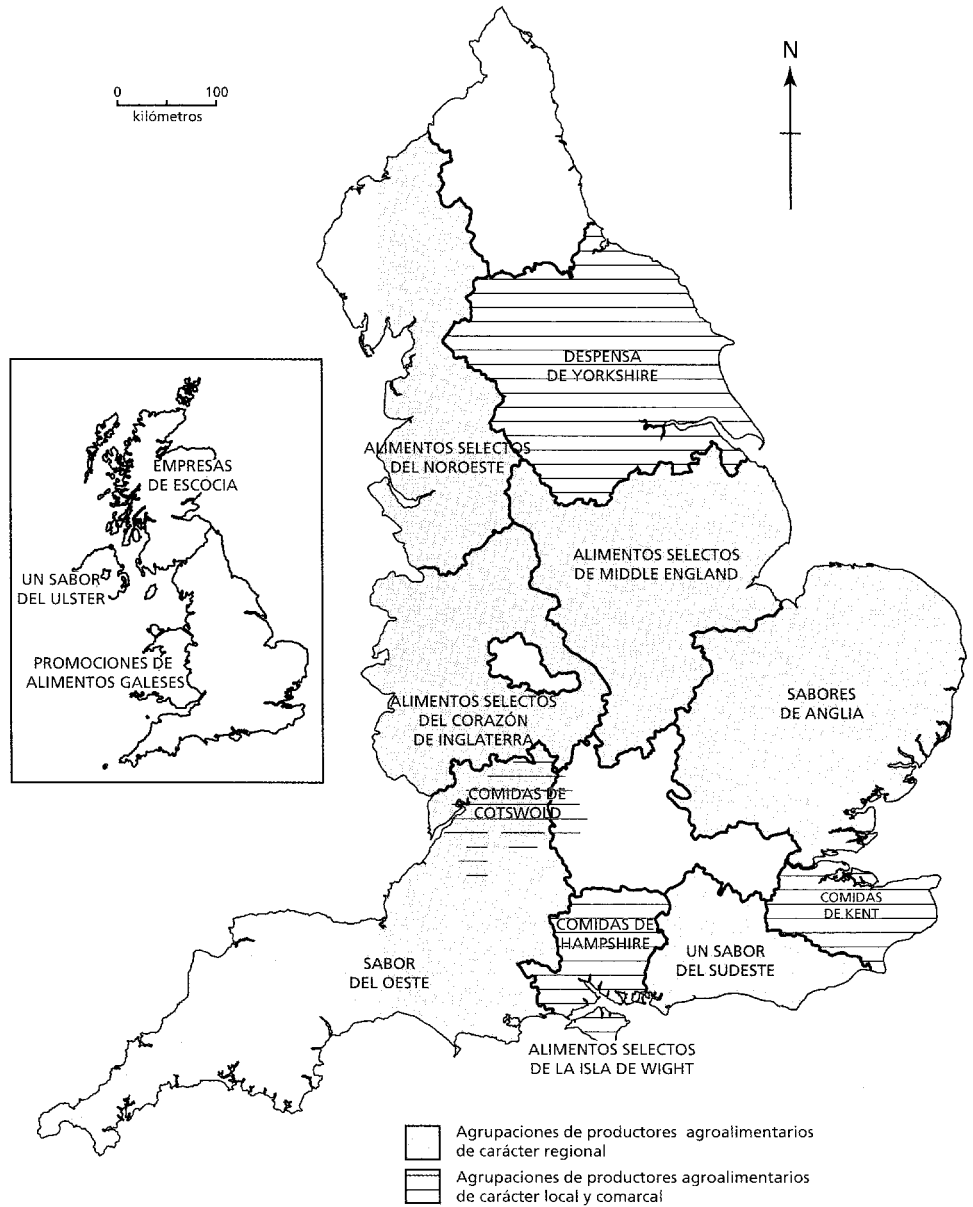 N
0 100
kilómetros
DESPENSA
DE YORKSHIRE
ALIMENTOS SELECTOS
DEL NOROESTE
EMPRESAS
DE ESCOCIA
UN SABOR
DEL ULSTER
PROMOCIONES DE
ALIMENTOS GALESES
ALIMENTOS SELECTOS
DE MIDDLE ENGLAND
SABORES
DE ANGLIA
ALIMENTOS SELECTOS
DEL CORAZÓN
DE INGLATERRA
COMIDAS DE
COTSWOLD
COMIDAS
DE KENT
COMIDAS DE
HAMPSHIRE
UN SABOR
DEL SUDESTE
SABOR
DEL OESTE
ALIMENTOS SELECTOS
DE LA ISLA DE WIGHT
Agrupaciones de productores agroalimentarios
de carácter regional
Agrupaciones de productores agroalimentarios
de carácter local y comarcal